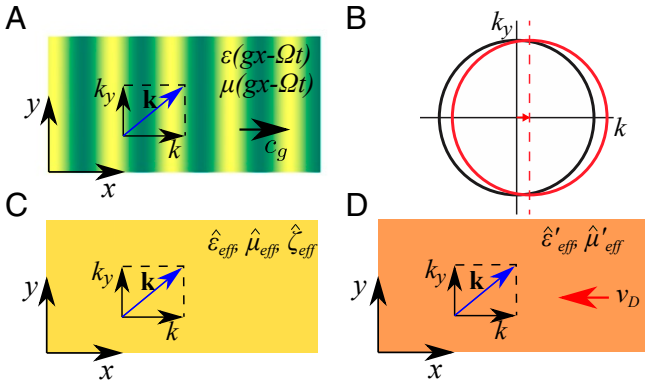 A
ε(gx-Ωt)
μ(gx-Ωt)
k_y
k
y
k
c_g
x
B
k_y
k
C
ε̂_eff, μ̂_eff, ζ̂_eff
k_y
k
y
k
x
D
ε̂'_eff, μ̂'_eff
k_y
k
y
v_D
k
x